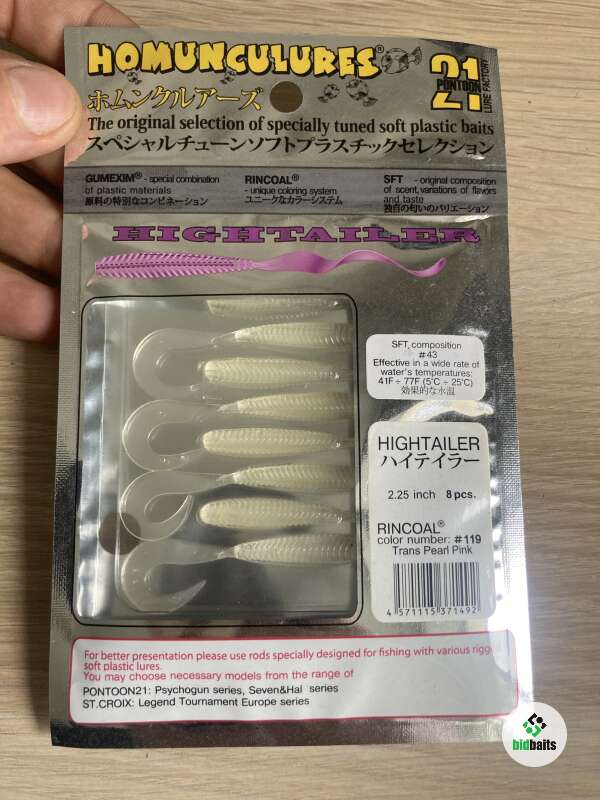 HOMUNCULURES®
ホムンクルアーズ
21
PONTOON
LURE FACTORY
The original selection of specially tuned soft plastic baits
スペシャルチューンソフトプラスチックセレクション
GUMEXIM® - special combination
of plastic materials
原料の特別なコンビネーション
RINCOAL®
- unique coloring system
ユニークなカラーシステム
SFT - original composition
of scent, variations of flavors
and taste
独自の匂いのバリエーション
HIGHTAILER
SFT composition
#43
Effective in a wide rate of
water's temperatures:
41F ÷ 77F (5°C ÷ 25°C)
効果的な水温
HIGHTAILER
ハイテイラー
2.25 inch 8 pcs.
RINCOAL®
color number: #119
Trans Pearl Pink
4 571115 371492
For better presentation please use rods specially designed for fishing with various rigg
soft plastic lures.
You may choose necessary models from the range of
PONTOON21: Psychogun series, Seven&Hal series
ST.CROIX: Legend Tournament Europe series
bidbaits